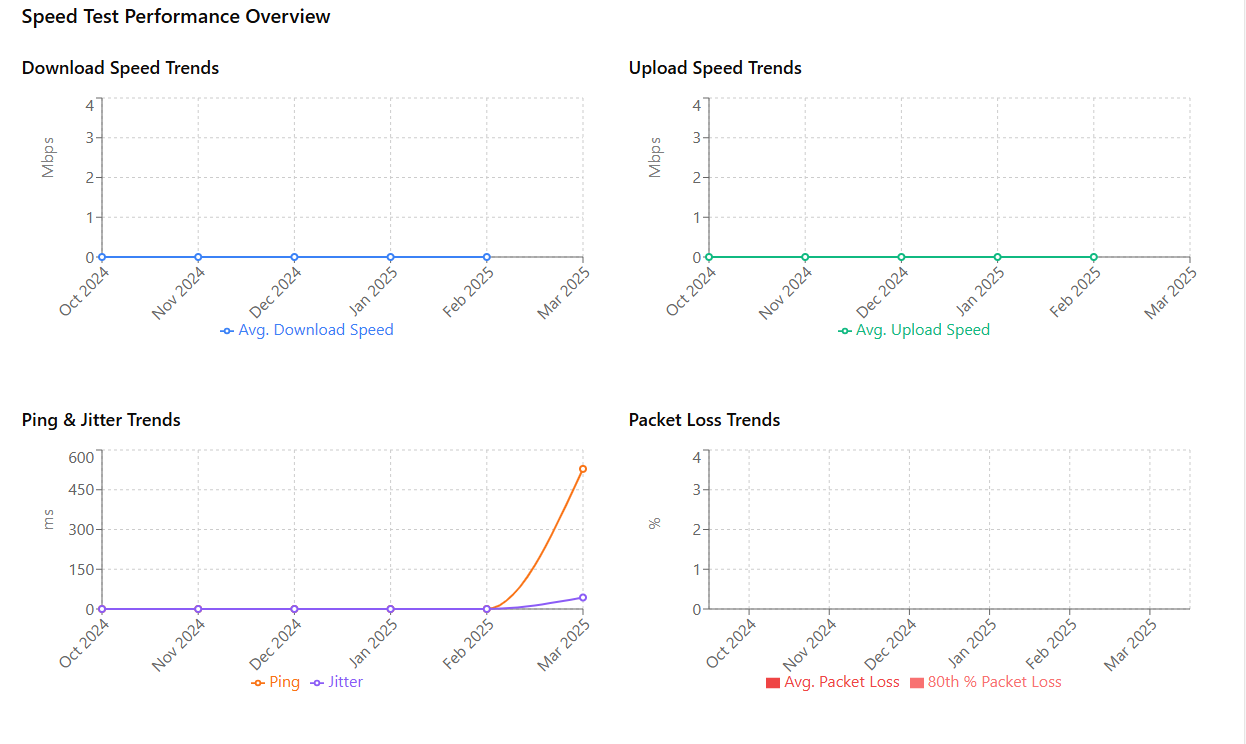 Speed Test Performance Overview
Download Speed Trends
4
3
2
1
0
Mbps
Oct 2024
Nov 2024
Dec 2024
Jan 2025
Feb 2025
Mar 2025
Avg. Download Speed
Upload Speed Trends
4
3
2
1
0
Mbps
Oct 2024
Nov 2024
Dec 2024
Jan 2025
Feb 2025
Mar 2025
Avg. Upload Speed
Ping & Jitter Trends
600
450
300
150
0
ms
Oct 2024
Nov 2024
Dec 2024
Jan 2025
Feb 2025
Mar 2025
Ping Jitter
Packet Loss Trends
4
3
2
1
0
%
Oct 2024
Nov 2024
Dec 2024
Jan 2025
Feb 2025
Mar 2025
Avg. Packet Loss 80th % Packet Loss